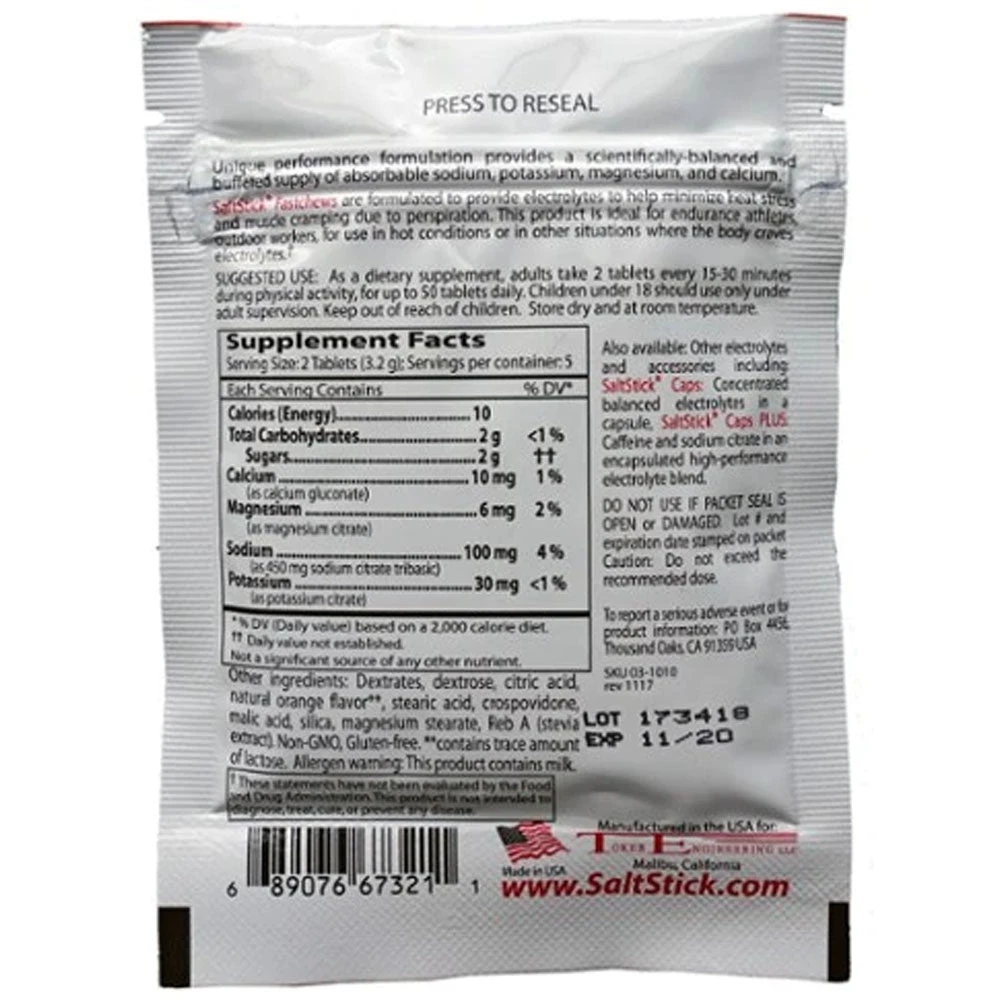 PRESS TO RESEAL
Unique performance formulation provides a scientifically-balanced and
buffeted supply of absorbable sodium, potassium, magnesium, and calcium.
SaltStick® Fastchews are formulated to provide electrolytes to help minimize heat stress
and muscle cramping due to perspiration. This product is ideal for endurance athletes,
outdoor workers, for use in hot conditions or in other situations where the body craves
electrolytes.†
SUGGESTED USE: As a dietary supplement, adults take 2 tablets every 15-30 minutes
during physical activity, for up to 50 tablets daily. Children under 18 should use only under
adult supervision. Keep out of reach of children. Store dry and at room temperature.
Supplement Facts
Serving Size: 2 Tablets (3.2 g); Servings per container: 5
Each Serving Contains % DV*
Calories (Energy) 10
Total Carbohydrates 2 g <1%
Sugars 2 g ††
Calcium 10 mg 1%
(as calcium gluconate)
Magnesium 6 mg 2%
(as magnesium citrate)
Sodium 100 mg 4%
(as 450 mg sodium citrate tribasic)
Potassium 30 mg <1%
(as potassium citrate)
*% DV (Daily value) based on a 2,000 calorie diet.
†† Daily value not established.
Not a significant source of any other nutrient.
Other ingredients: Dextrates, dextrose, citric acid,
natural orange flavor**, stearic acid, crospovidone,
malic acid, silica, magnesium stearate, Reb A (stevia
extract). Non-GMO, Gluten-free. **contains trace amount
of lactose. Allergen warning: This product contains milk.
† These statements have not been evaluated by the Food
and Drug Administration. This product is not intended to
diagnose, treat, cure, or prevent any disease.
Also available: Other electrolytes
and accessories including:
SaltStick® Caps: Concentrated
balanced electrolytes in a
capsule, SaltStick® Caps PLUS:
Caffeine and sodium citrate in an
encapsulated high-performance
electrolyte blend.
DO NOT USE IF PACKET SEAL IS
OPEN or DAMAGED. Lot # and
expiration date stamped on packet
Caution: Do not exceed the
recommended dose.
To report a serious adverse event or for
product information: PO Box 4456,
Thousand Oaks, CA 91359 USA
SKU 03-1010
rev 1117
LOT 173418
EXP 11/20
6 89076 67321 1
Made in USA
Manufactured in the USA for:
TOKER ENGINEERING LLC
Malibu, California
www.SaltStick.com